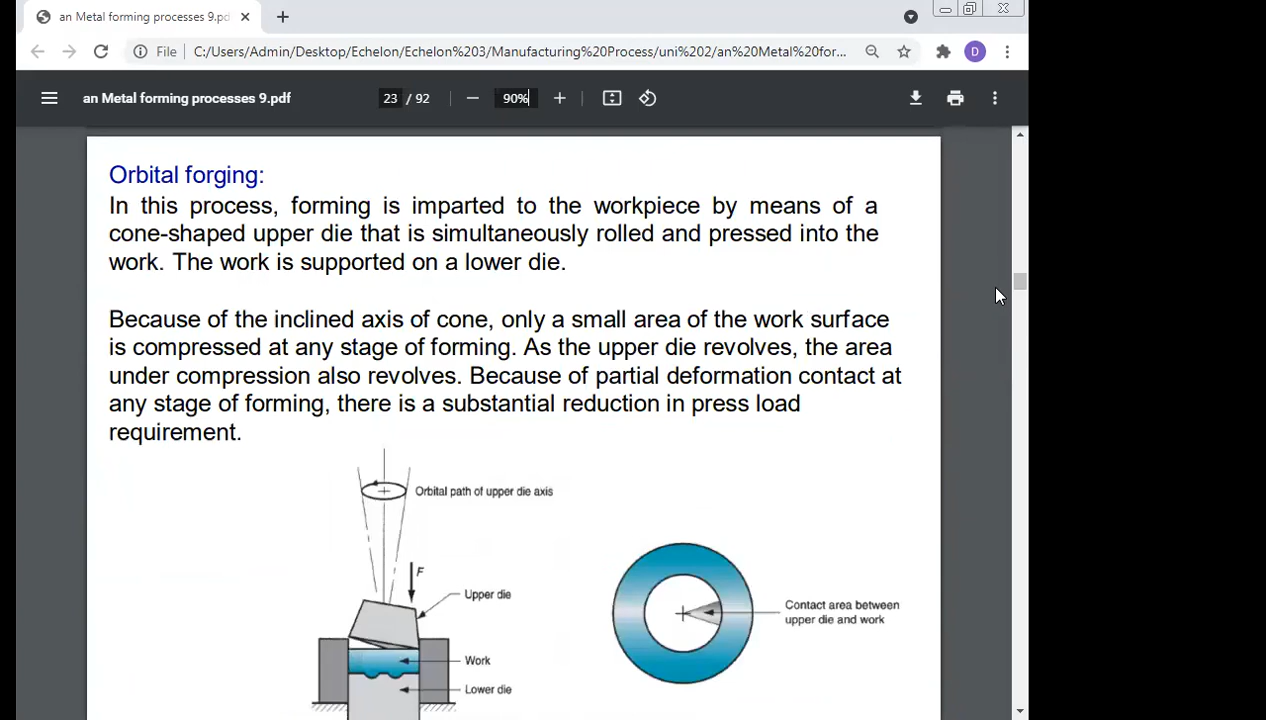 an Metal forming processes 9.pd
File
C:/Users/Admin/Desktop/Echelon/Echelon%203/Manufacturing%20Process/uni%202/an%20Metal%20for...
D
an Metal forming processes 9.pdf
23 / 92
90%
Orbital forging:
In this process, forming is imparted to the workpiece by means of a
cone-shaped upper die that is simultaneously rolled and pressed into the
work. The work is supported on a lower die.
Because of the inclined axis of cone, only a small area of the work surface
is compressed at any stage of forming. As the upper die revolves, the area
under compression also revolves. Because of partial deformation contact at
any stage of forming, there is a substantial reduction in press load
requirement.
Orbital path of upper die axis
F
Upper die
Contact area between
upper die and work
Work
Lower die